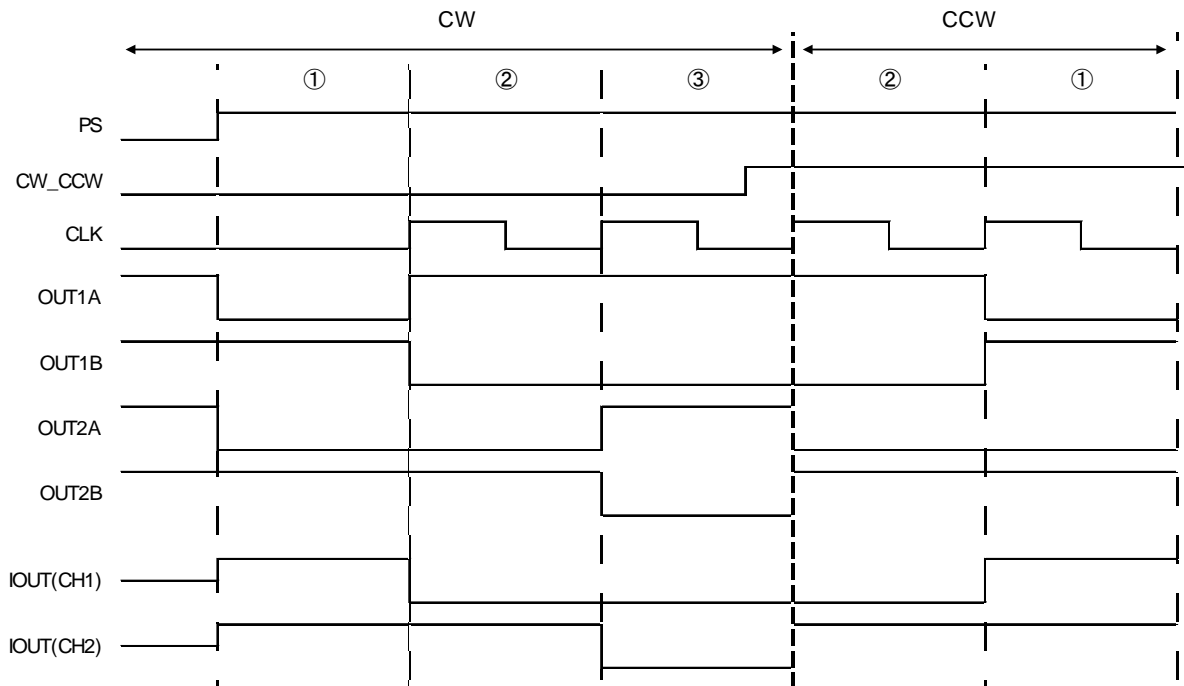 CW CCW
① ② ③ ② ①
PS
CW_CCW
CLK
OUT1A
OUT1B
OUT2A
OUT2B
IOUT(CH1)
IOUT(CH2)